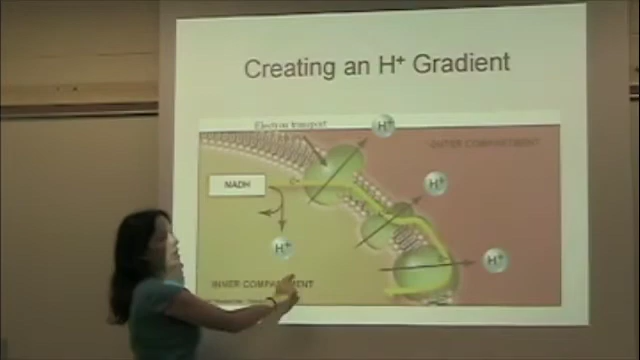 Creating an H⁺ Gradient
Electron transport
H⁺
OUTER COMPARTMENT
NADH
e⁻
H⁺
H⁺
H⁺
INNER COMPARTMENT